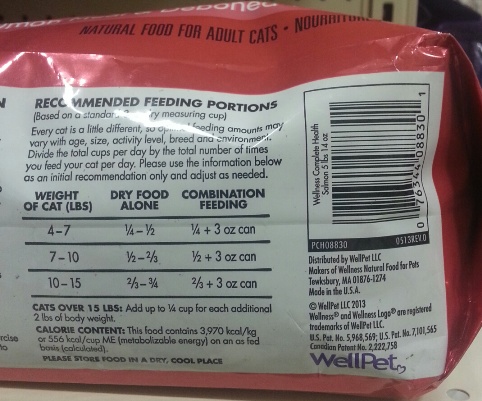 Deboned
NATURAL FOOD FOR ADULT CATS •
RECOMMENDED FEEDING PORTIONS
(Based on a standard dry measuring cup)
Every cat is a little different, so optimal feeding amounts may
vary with age, size, activity level, breed and environment.
Divide the total cups per day by the total number of times
you feed your cat per day. Please use the information below
as an initial recommendation only and adjust as needed.
WEIGHT OF CAT (LBS) DRY FOOD ALONE COMBINATION FEEDING
4–7 ¼ – ½ ¼ + 3 oz can
7 – 10 ½ – ⅔ ½ + 3 oz can
10 – 15 ⅔ – ¾ ⅔ + 3 oz can
CATS OVER 15 LBS: Add up to ¼ cup for each additional
2 lbs of body weight.
CALORIE CONTENT: This food contains 3,970 kcal/kg
or 556 kcal/cup ME (metabolizable energy) on an as fed
basis (calculated).
PLEASE STORE FOOD IN A DRY, COOL PLACE
Wellness Complete Health
Salmon 5 lbs 14 oz
0 76344 08830 1
PCH08830 0513REV.0
Distributed by WellPet LLC
Makers of Wellness Natural Food for Pets
Tewksbury, MA 01876-1274
Made in the U.S.A.
© WellPet LLC 2013
Wellness® and Wellness Logo® are registered
trademarks of WellPet LLC.
U.S. Pat. No. 5,968,569; U.S. Pat. No. 7,101,565
Canadian Patent No. 2,222,758
WellPet